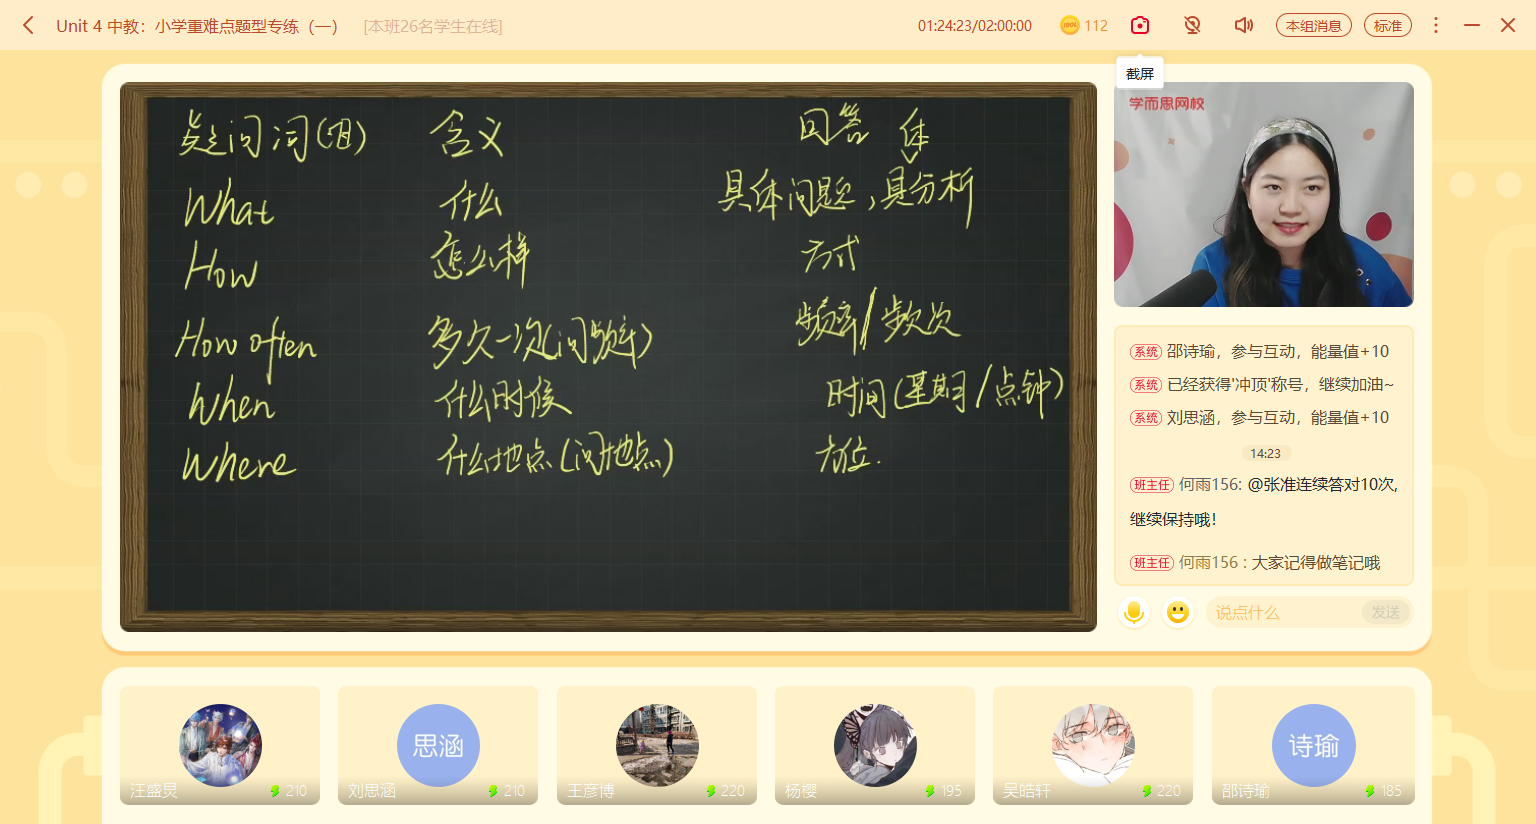 Unit 4 中教：小学重难点题型专练（一） [本班26名学生在线] 01:24:23/02:00:00 112 本组消息 标准
截屏
学而思网校
疑问词(组) 含义 回答 体
What 什么 具体问题，具分析
How 怎么样 方式
How often 多久一次(问频率) 频率/频次
When 什么时候 时间(星期/点钟)
Where 什么地点(问地点) 方位.
系统 邵诗瑜，参与互动，能量值+10
系统 已经获得'冲顶'称号，继续加油~
系统 刘思涵，参与互动，能量值+10
14:23
班主任 何雨156: @张准连续答对10次,
继续保持哦！
班主任 何雨156 : 大家记得做笔记哦
说点什么 发送
思涵 诗瑜
汪盛炅 210 刘思涵 210 王彦博 220 杨樱 195 吴皓轩 220 邵诗瑜 185